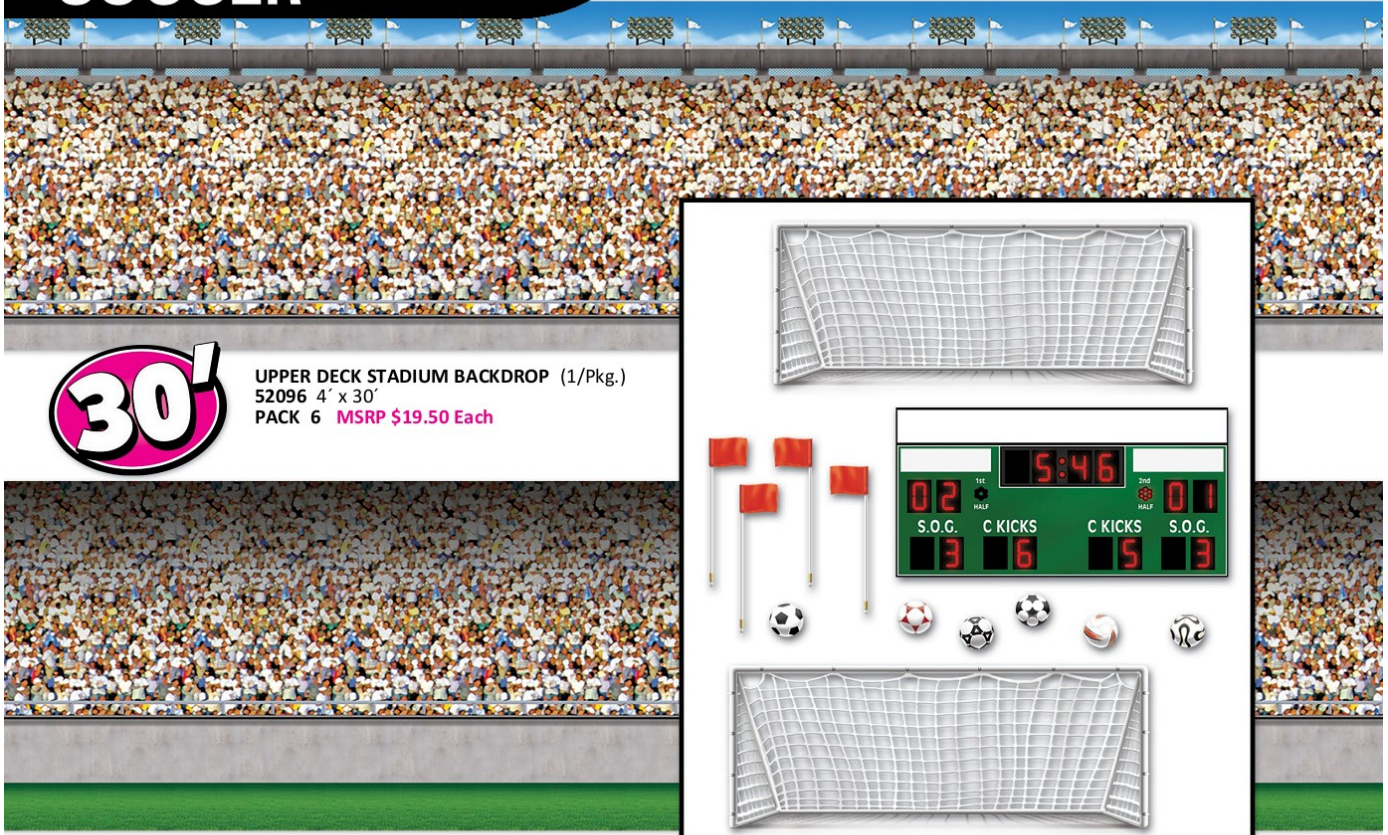 SOCCER
30'
UPPER DECK STADIUM BACKDROP (1/Pkg.)
52096 4´ x 30´
PACK 6 MSRP $19.50 Each
5:46
02 1st HALF 2nd HALF 01
S.O.G. C KICKS C KICKS S.O.G.
3 6 5 3